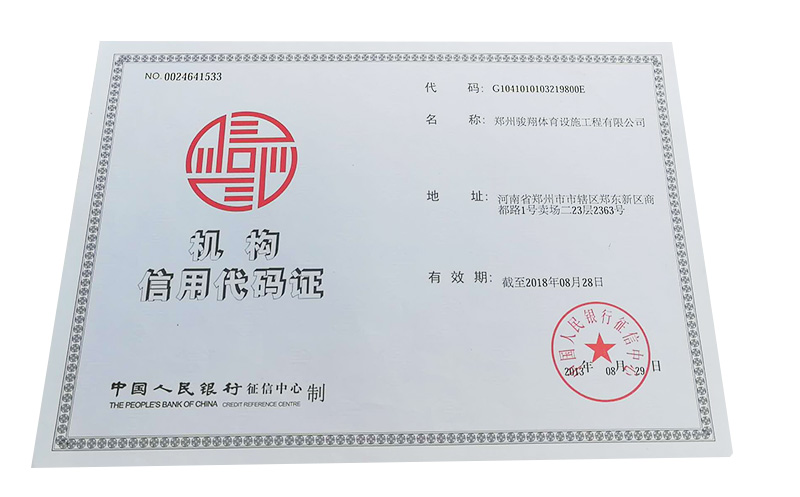 NO.0024641533
机构
信用代码证
中国人民银行征信中心制
THE PEOPLE'S BANK OF CHINA CREDIT REFERENCE CENTRE
代码：G1041010103219800E
名称：郑州骏翔体育设施工程有限公司
地址：河南省郑州市市辖区郑东新区商
都路1号卖场二23层2363号
有效期：截至2018年08月28日
中国人民银行征信中心
2013年08月29日